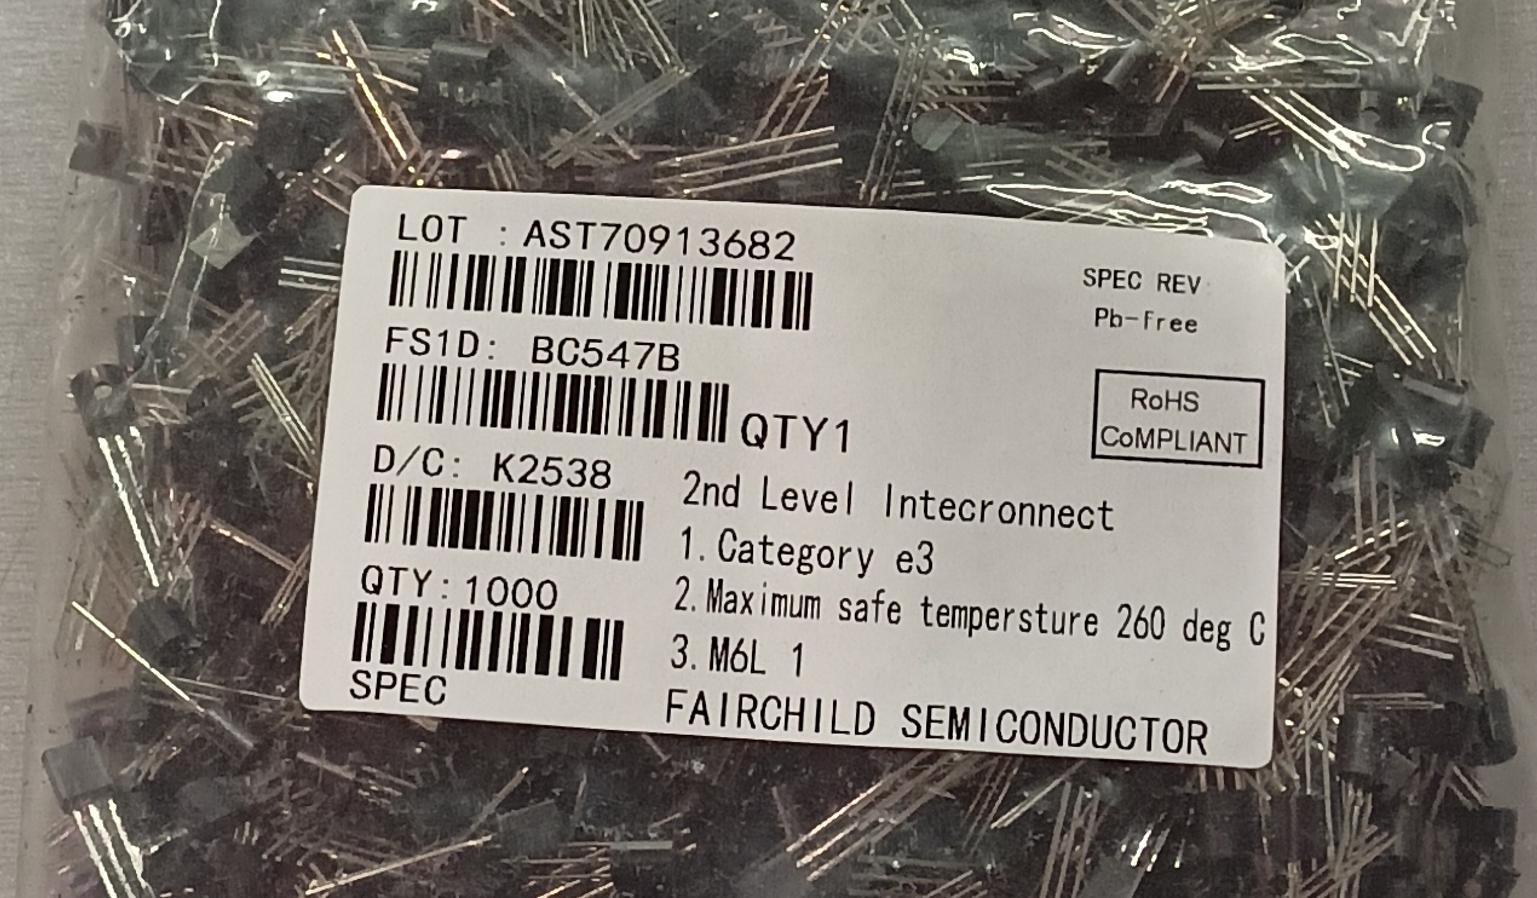 LOT : AST70913682
SPEC REV
Pb-free
FS1D: BC547B
RoHS
CoMPLIANT
QTY1
D/C: K2538
2nd Level Intecronnect
1. Category e3
QTY: 1000
2. Maximum safe tempersture 260 deg C
3. M6L 1
SPEC
FAIRCHILD SEMICONDUCTOR